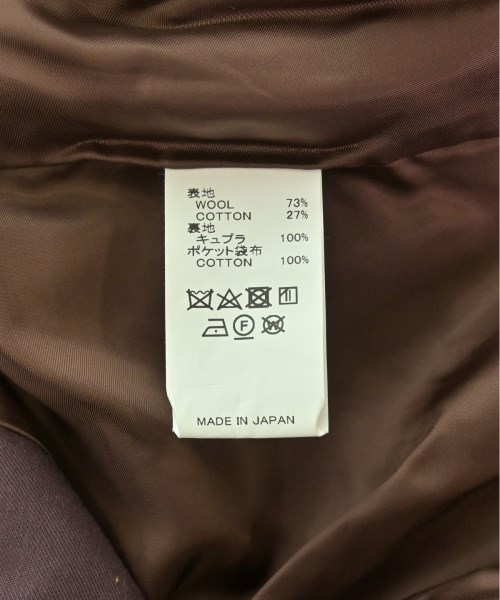 表地
WOOL 73%
COTTON 27%
裏地
キュプラ 100%
ポケット袋布
COTTON 100%
F
W
MADE IN JAPAN